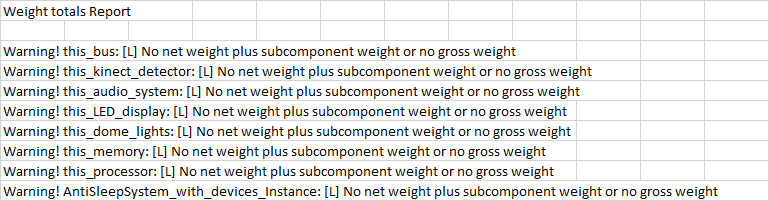 Weight totals Report
Warning! this_bus: [L] No net weight plus subcomponent weight or no gross weight
Warning! this_kinect_detector: [L] No net weight plus subcomponent weight or no gross weight
Warning! this_audio_system: [L] No net weight plus subcomponent weight or no gross weight
Warning! this_LED_display: [L] No net weight plus subcomponent weight or no gross weight
Warning! this_dome_lights: [L] No net weight plus subcomponent weight or no gross weight
Warning! this_memory: [L] No net weight plus subcomponent weight or no gross weight
Warning! this_processor: [L] No net weight plus subcomponent weight or no gross weight
Warning! AntiSleepSystem_with_devices_Instance: [L] No net weight plus subcomponent weight or no gross weight